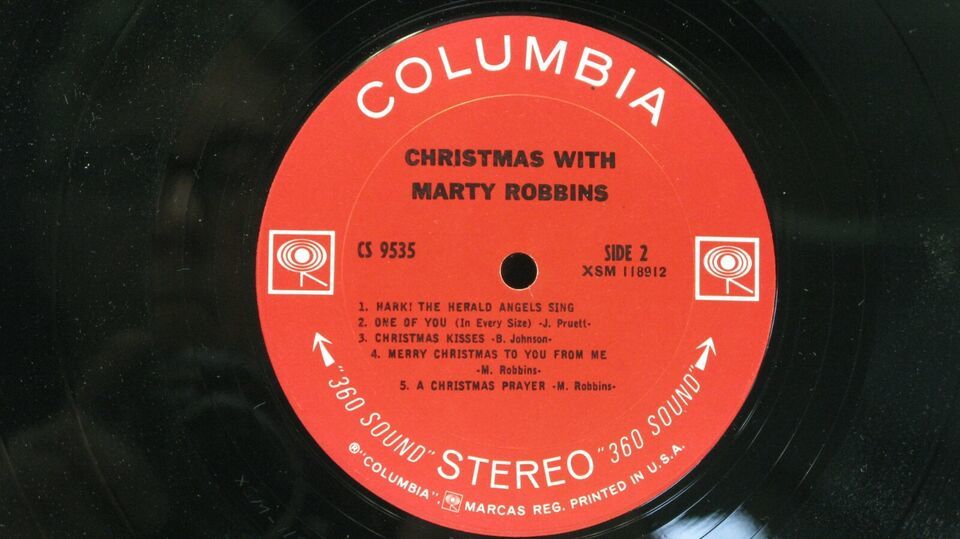 COLUMBIA
CHRISTMAS WITH
MARTY ROBBINS
CS 9535
SIDE 2
XSM 118912
1. HARK! THE HERALD ANGELS SING
2. ONE OF YOU (In Every Size) -J. Pruett-
3. CHRISTMAS KISSES -B. Johnson-
4. MERRY CHRISTMAS TO YOU FROM ME
-M. Robbins-
5. A CHRISTMAS PRAYER -M. Robbins-
"360 SOUND" STEREO "360 SOUND"
®"COLUMBIA", MARCAS REG. PRINTED IN U.S.A.